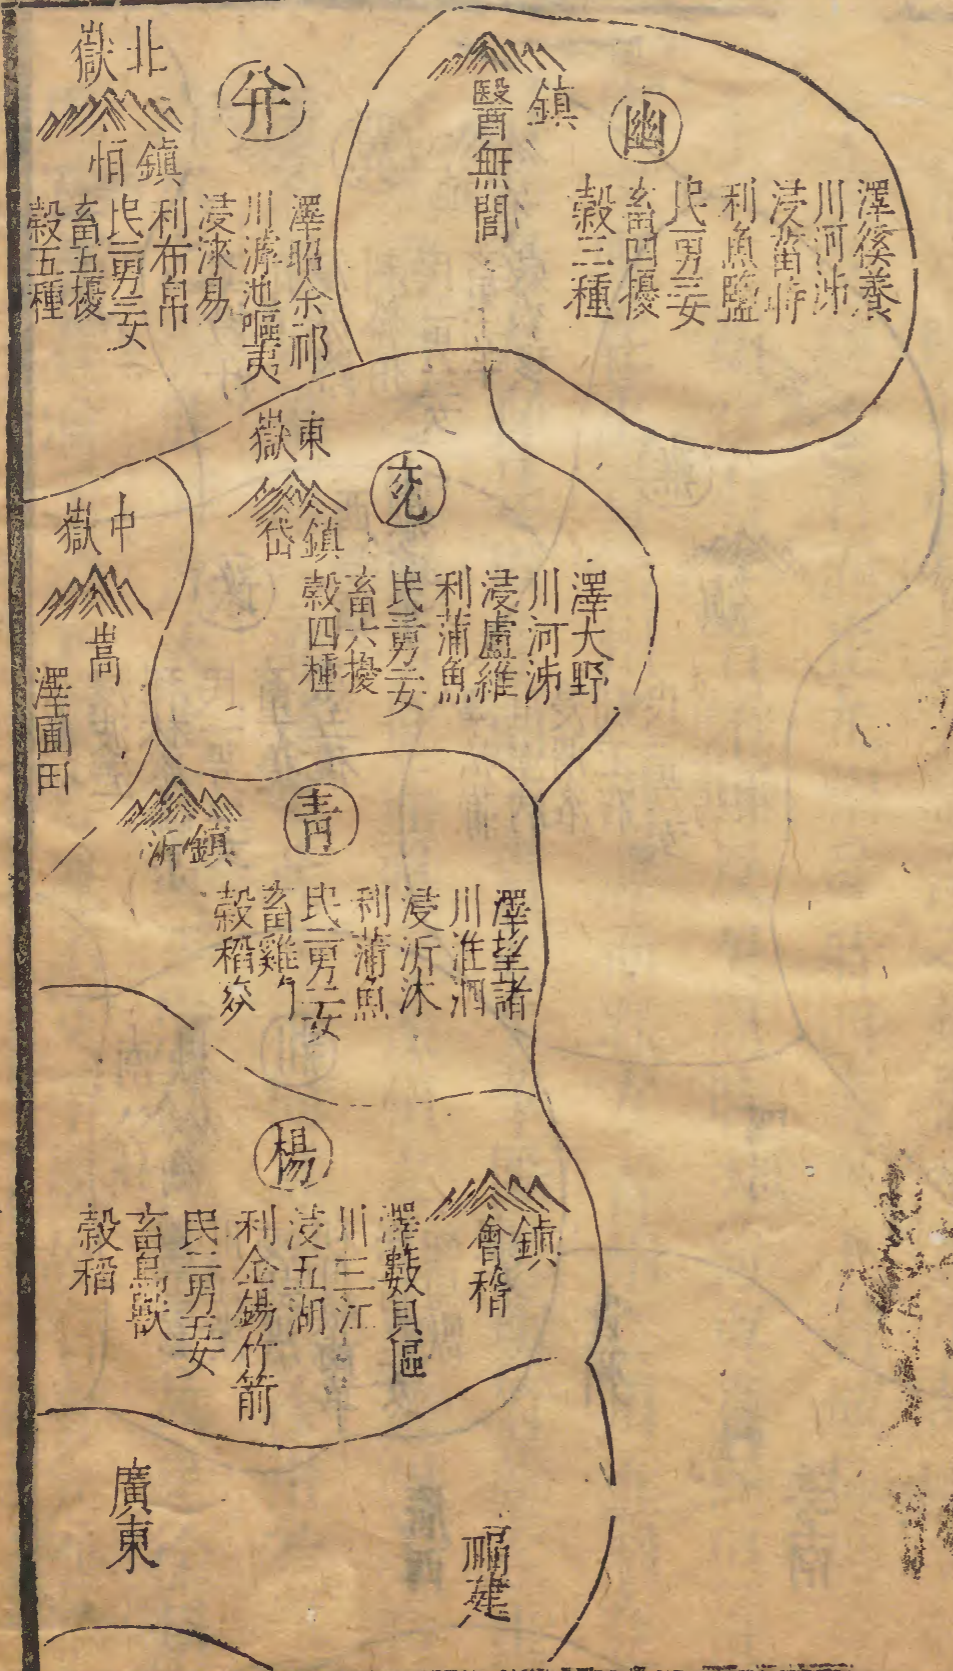 幽
鎮
醫無閭
澤徯養
川河泲
浸菑時
利魚鹽
民一男三女
畜四擾
穀三種
北
嶽
并
鎮
恒
澤昭余祁
川滹池嘔夷
浸淶易
利布帛
民二男三女
畜五擾
穀五種
東
嶽
兖
鎮
岱
澤大野
川河泲
浸盧維
利蒲魚
民二男三女
畜六擾
穀四種
中
嶽
嵩
澤圃田
青
鎮
沂
澤望諸
川淮泗
浸沂沭
利蒲魚
民二男二女
畜雞
穀稻麥
楊
鎮
會稽
澤藪具區
川三江
浸五湖
利金錫竹箭
民二男五女
畜鳥獸
穀稻
福建
廣東